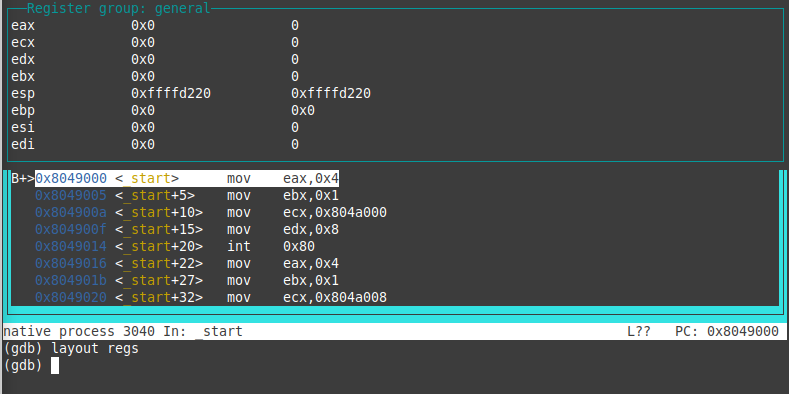 Register group: general
eax 0x0 0
ecx 0x0 0
edx 0x0 0
ebx 0x0 0
esp 0xffffd220 0xffffd220
ebp 0x0 0x0
esi 0x0 0
edi 0x0 0
B+>0x8049000 <_start> mov eax,0x4
0x8049005 <_start+5> mov ebx,0x1
0x804900a <_start+10> mov ecx,0x804a000
0x804900f <_start+15> mov edx,0x8
0x8049014 <_start+20> int 0x80
0x8049016 <_start+22> mov eax,0x4
0x804901b <_start+27> mov ebx,0x1
0x8049020 <_start+32> mov ecx,0x804a008
native process 3040 In: _start L?? PC: 0x8049000
(gdb) layout regs
(gdb)